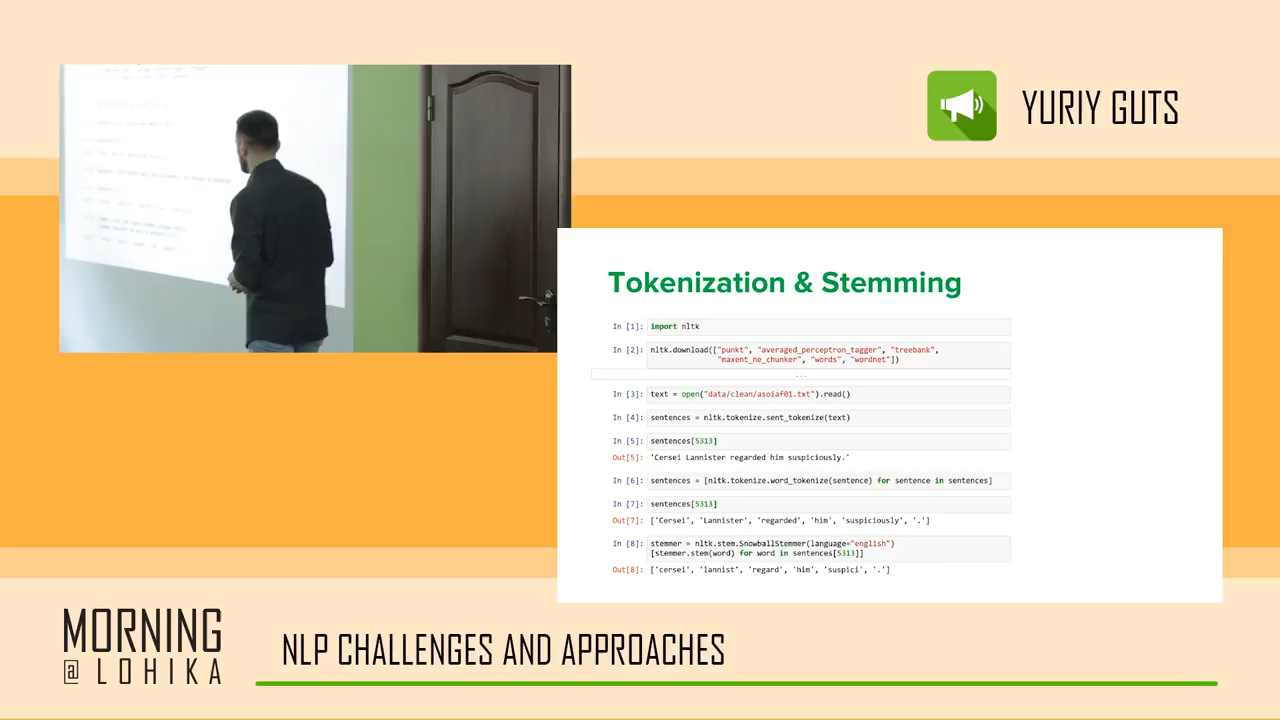 YURIY GUTS
Tokenization & Stemming
In [1]: import nltk
In [2]: nltk.download(["punkt", "averaged_perceptron_tagger", "treebank",
"maxent_ne_chunker", "words", "wordnet"])
...
In [3]: text = open("data/clean/asoiaf01.txt").read()
In [4]: sentences = nltk.tokenize.sent_tokenize(text)
In [5]: sentences[5313]
Out[5]: 'Cersei Lannister regarded him suspiciously.'
In [6]: sentences = [nltk.tokenize.word_tokenize(sentence) for sentence in sentences]
In [7]: sentences[5313]
Out[7]: ['Cersei', 'Lannister', 'regarded', 'him', 'suspiciously', '.']
In [8]: stemmer = nltk.stem.SnowballStemmer(language="english")
[stemmer.stem(word) for word in sentences[5313]]
Out[8]: ['cersei', 'lannist', 'regard', 'him', 'suspici', '.']
MORNING
@ LOHIKA
NLP CHALLENGES AND APPROACHES